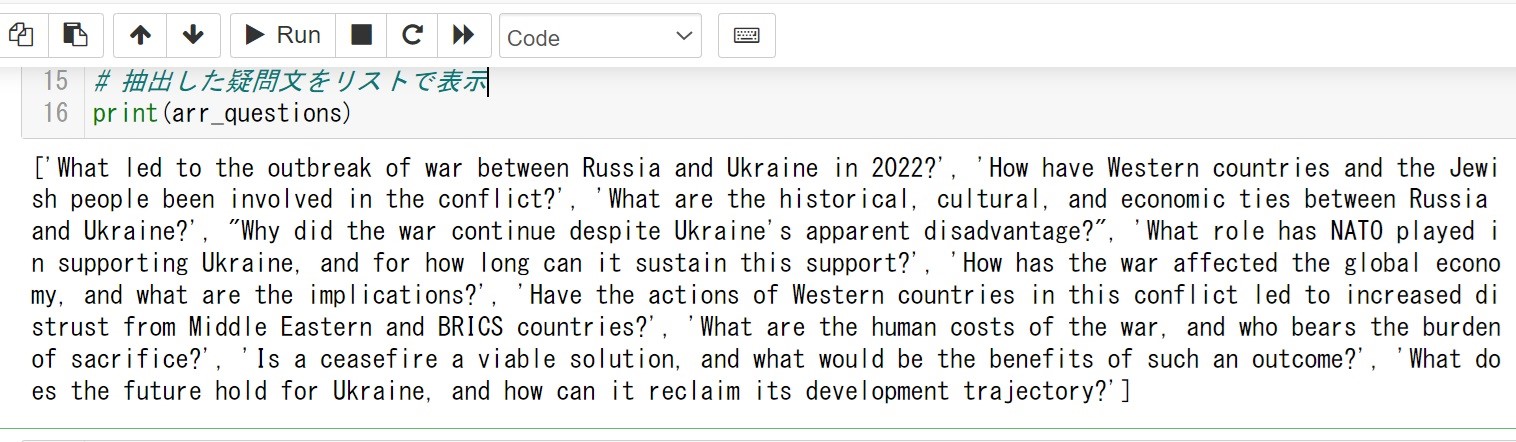 Run
Code
15 # 抽出した疑問文をリストで表示
16 print(arr_questions)
['What led to the outbreak of war between Russia and Ukraine in 2022?', 'How have Western countries and the Jewi
sh people been involved in the conflict?', 'What are the historical, cultural, and economic ties between Russia
and Ukraine?', "Why did the war continue despite Ukraine's apparent disadvantage?", 'What role has NATO played i
n supporting Ukraine, and for how long can it sustain this support?', 'How has the war affected the global econo
my, and what are the implications?', 'Have the actions of Western countries in this conflict led to increased di
strust from Middle Eastern and BRICS countries?', 'What are the human costs of the war, and who bears the burden
of sacrifice?', 'Is a ceasefire a viable solution, and what would be the benefits of such an outcome?', 'What do
es the future hold for Ukraine, and how can it reclaim its development trajectory?']